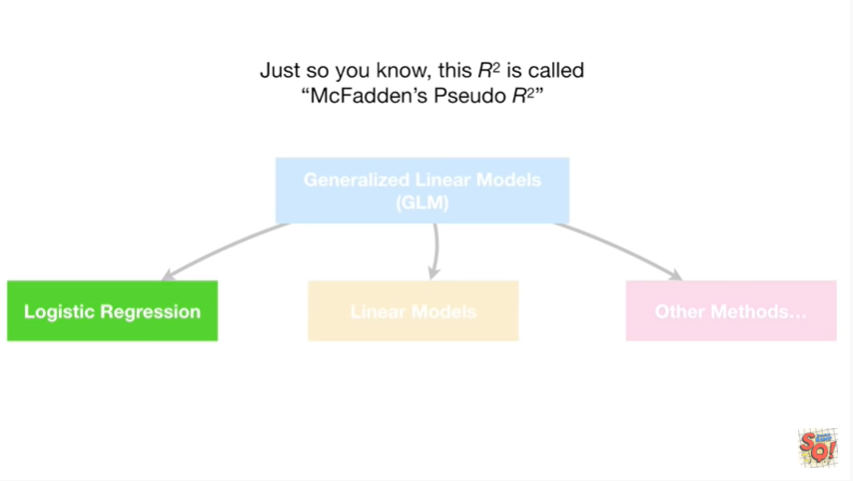 Just so you know, this R² is called
“McFadden’s Pseudo R²”
Generalized Linear Models
(GLM)
Logistic Regression
Linear Models
Other Methods…
SQ!